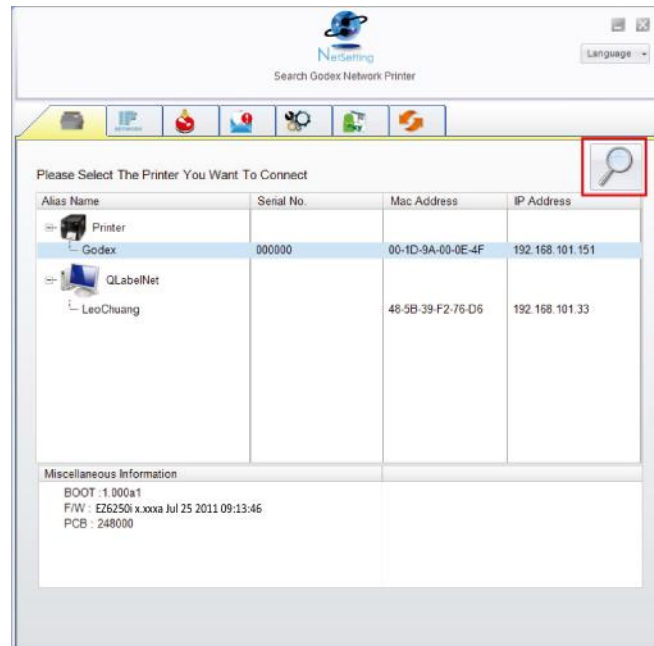 NetSetting
Language
Search Godex Network Printer
IP
NETWORK
Please Select The Printer You Want To Connect
Alias Name Serial No. Mac Address IP Address
Printer
Godex 000000 00-1D-9A-00-0E-4F 192.168.101.151
QLabelNet
LeoChuang 48-5B-39-F2-76-D6 192.168.101.33
Miscellaneous Information
BOOT :1.000a1
F/W : EZ6250i x.xxxa Jul 25 2011 09:13:46
PCB : 248000